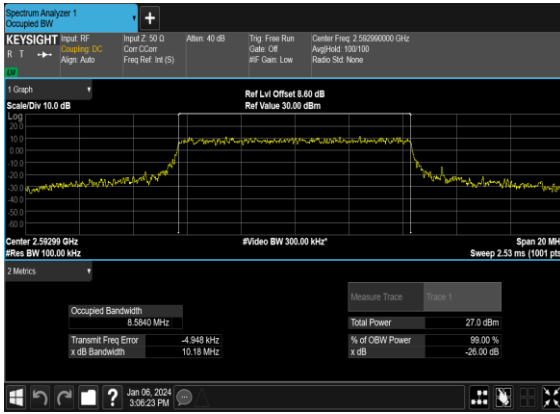 Spectrum Analyzer 1
Occupied BW
+
KEYSIGHT Input: RF Input Z: 50 Ω Atten: 40 dB Trig: Free Run Center Freq: 2.592990000 GHz
R T Coupling: DC Corr CCorr Gate: Off Avg|Hold: 100/100
Align: Auto Freq Ref: Int (S) #IF Gain: Low Radio Std: None
LV
1 Graph
Ref Lvl Offset 8.60 dB
Scale/Div 10.0 dB Ref Value 30.00 dBm
Log
20.0
10.0
0.00
-10.0
-20.0
-30.0
-40.0
-50.0
-60.0
Center 2.59299 GHz #Video BW 300.00 kHz* Span 20 MH
#Res BW 100.00 kHz Sweep 2.53 ms (1001 pts
2 Metrics
Measure Trace Trace 1
Occupied Bandwidth
8.5840 MHz Total Power 27.0 dBm
Transmit Freq Error -4.948 kHz % of OBW Power 99.00 %
x dB Bandwidth 10.18 MHz x dB -26.00 dB
? Jan 06, 2024
3:06:23 PM